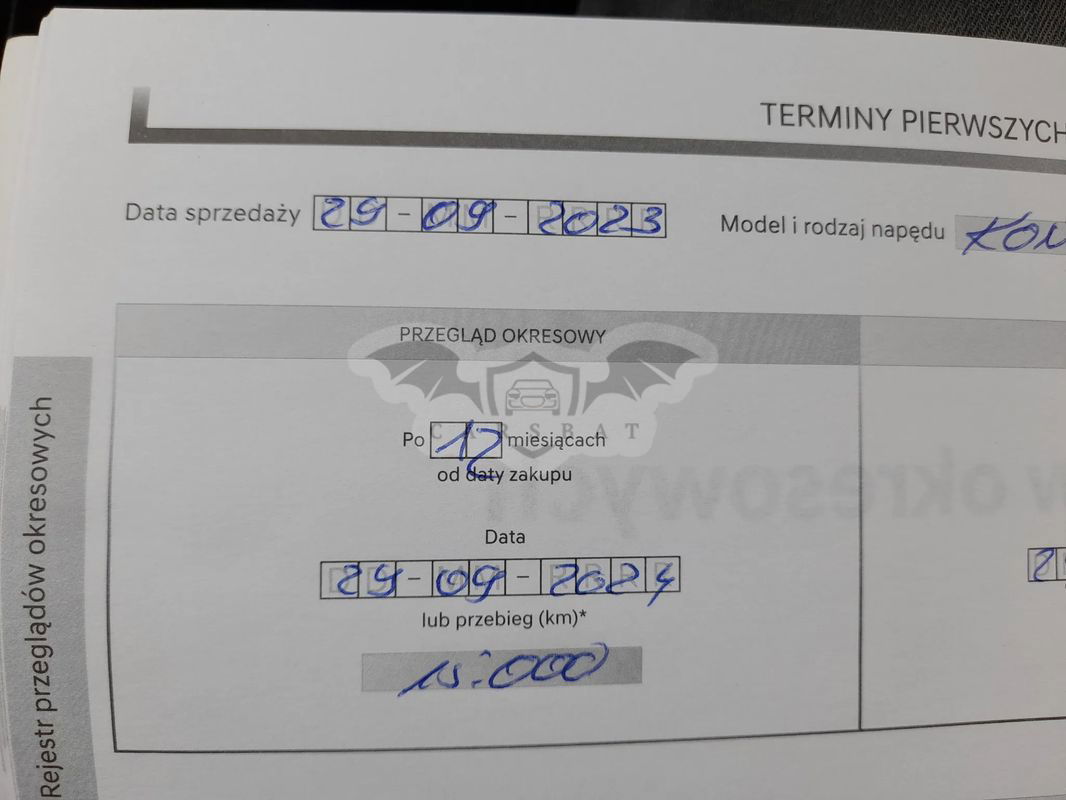 TERMINY PIERWSZYCH
Data sprzedaży 29-09-2023 Model i rodzaj napędu KON
PRZEGLĄD OKRESOWY
CARSBAT
Po 12 miesiącach
od daty zakupu
Data
29-09-2024
lub przebieg (km)*
15.000
Rejestr przeglądów okresowych